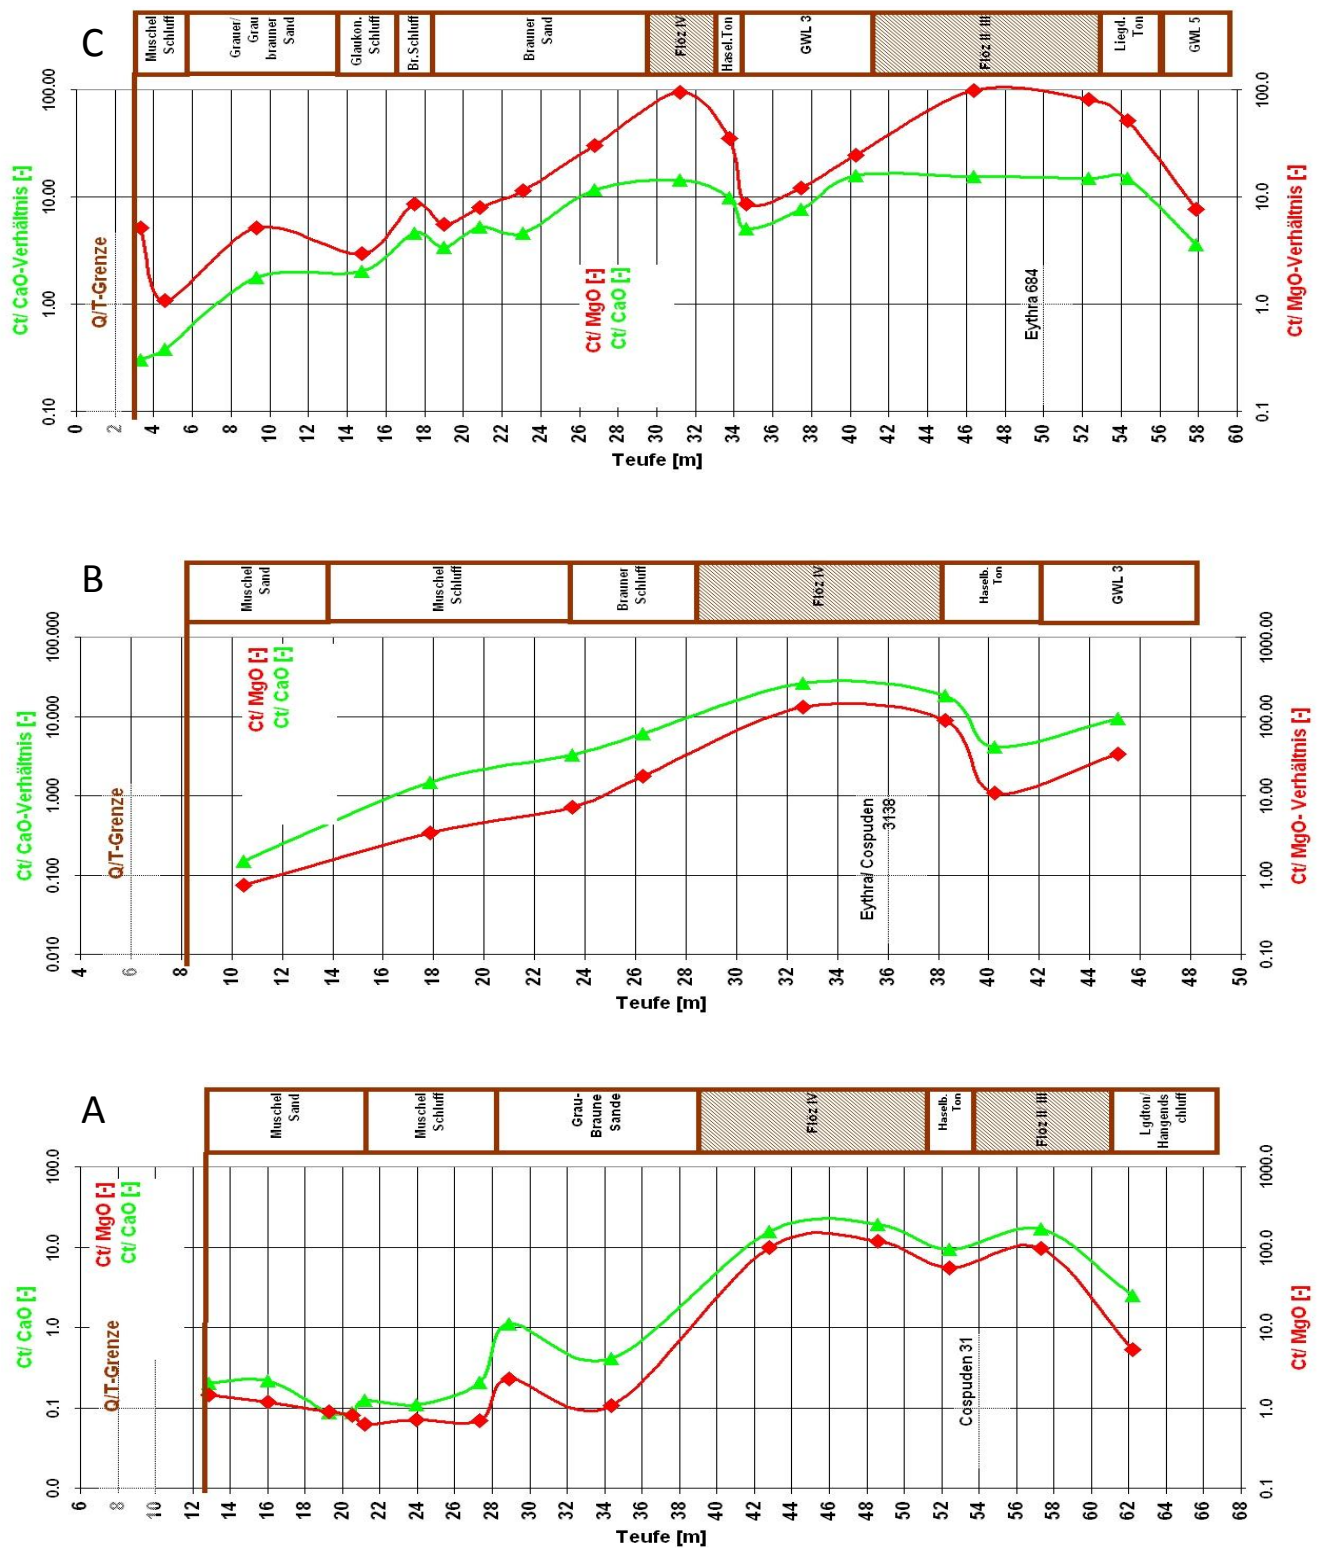 C
Muschel
Schluff
Grauer/
Grau
brauner
Sand
Glaukon.
Schluff
Br.Schluff
Brauner
Sand
Flöz IV
Hasel.Ton
GWL 3
Flöz II/ III
Liegd.
Ton
GWL 5
Ct/ CaO-Verhältnis [-]
100.00
10.00
1.00
0.10
Q/T-Grenze
Ct/ MgO [-]
Ct/ CaO [-]
Eythra 684
100.0
10.0
1.0
0.1
Ct/ MgO-Verhältnis [-]
0 2 4 6 8 10 12 14 16 18 20 22 24 26 28 30 32 34 36 38 40 42 44 46 48 50 52 54 56 58 60
Teufe [m]
B
Muschel
Sand
Muschel
Schluff
Brauner
Schluff
Flöz IV
Haselb.
Ton
GWL 3
Ct/ CaO-Verhältnis [-]
100.000
10.000
1.000
0.100
0.010
Q/T-Grenze
Ct/ MgO [-]
Ct/ CaO [-]
Eythra/ Cospuden
3138
1000.00
100.00
10.00
1.00
0.10
Ct/ MgO- Verhältnis [-]
4 6 8 10 12 14 16 18 20 22 24 26 28 30 32 34 36 38 40 42 44 46 48 50
Teufe [m]
A
Muschel
Sand
Muschel
Schluff
Grau-
Braune
Sande
Flöz IV
Haselb.
Ton
Flöz II/ III
Lgdton/
Hangends
chluff
Ct/ CaO [-]
100.0
10.0
1.0
0.1
0.0
Q/T-Grenze
Ct/ MgO [-]
Ct/ CaO [-]
Cospuden 31
1000.0
100.0
10.0
1.0
0.1
Ct/ MgO [-]
6 8 10 12 14 16 18 20 22 24 26 28 30 32 34 36 38 40 42 44 46 48 50 52 54 56 58 60 62 64 66 68
Teufe [m]